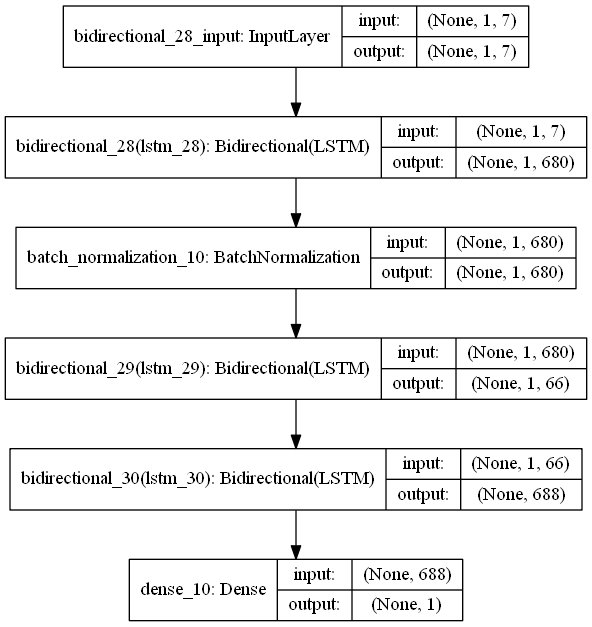 bidirectional_28_input: InputLayer
input: (None, 1, 7)
output: (None, 1, 7)
bidirectional_28(lstm_28): Bidirectional(LSTM)
input: (None, 1, 7)
output: (None, 1, 680)
batch_normalization_10: BatchNormalization
input: (None, 1, 680)
output: (None, 1, 680)
bidirectional_29(lstm_29): Bidirectional(LSTM)
input: (None, 1, 680)
output: (None, 1, 66)
bidirectional_30(lstm_30): Bidirectional(LSTM)
input: (None, 1, 66)
output: (None, 688)
dense_10: Dense
input: (None, 688)
output: (None, 1)